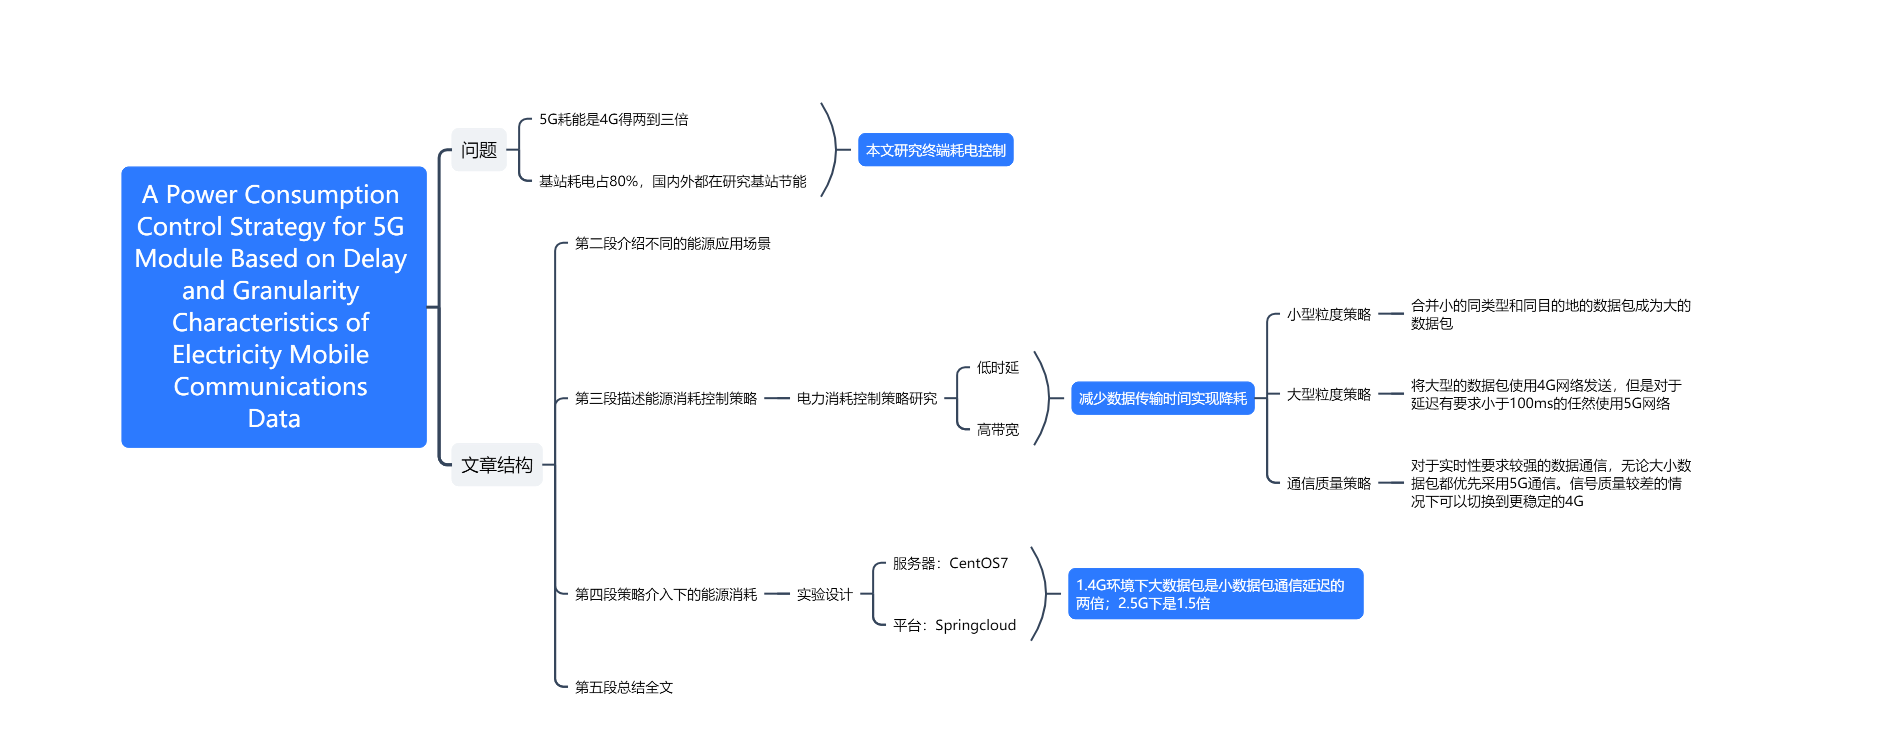 A Power Consumption
Control Strategy for 5G
Module Based on Delay
and Granularity
Characteristics of
Electricity Mobile
Communications
Data
问题
5G耗能是4G得两到三倍
基站耗电占80%，国内外都在研究基站节能
本文研究终端耗电控制
文章结构
第二段介绍不同的能源应用场景
第三段描述能源消耗控制策略
电力消耗控制策略研究
低时延
高带宽
减少数据传输时间实现降耗
小型粒度策略
合并小的同类型和同目的地的数据包成为大的
数据包
大型粒度策略
将大型的数据包使用4G网络发送，但是对于
延迟有要求小于100ms的任然使用5G网络
通信质量策略
对于实时性要求较强的数据通信，无论大小数
据包都优先采用5G通信。信号质量较差的情
况下可以切换到更稳定的4G
第四段策略介入下的能源消耗
实验设计
服务器：CentOS7
平台：Springcloud
1.4G环境下大数据包是小数据包通信延迟的
两倍；2.5G下是1.5倍
第五段总结全文